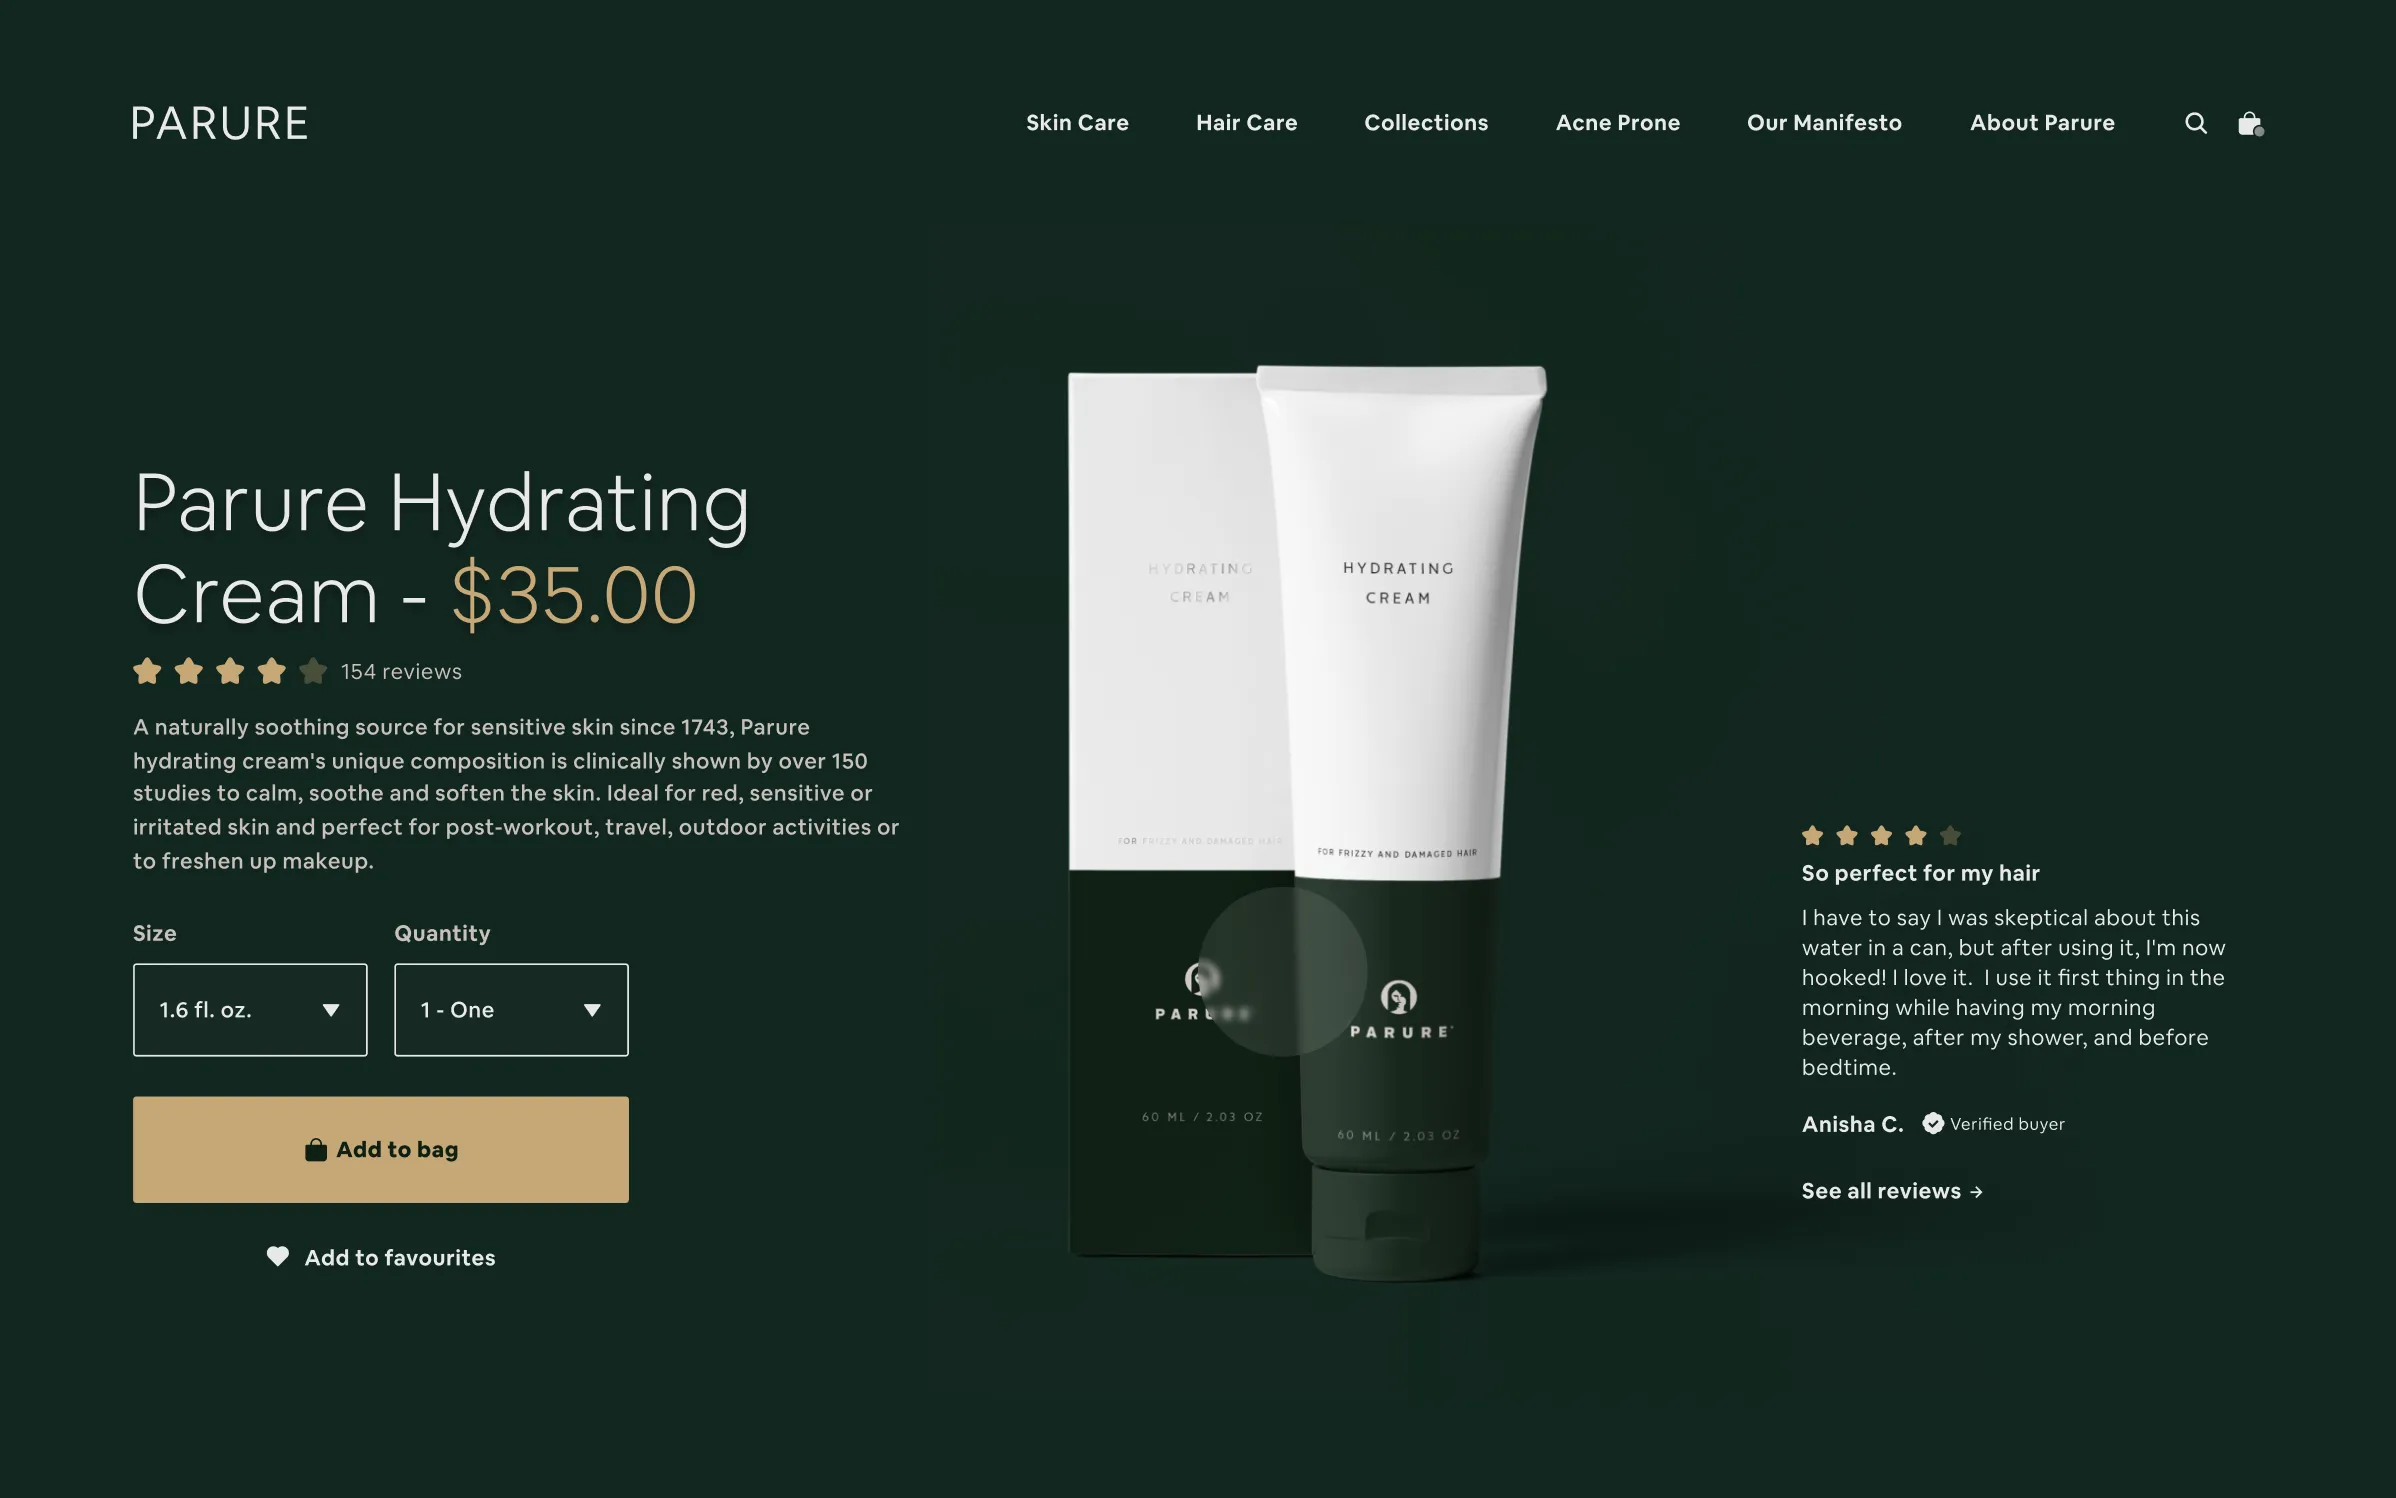 PARURE
Skin Care
Hair Care
Collections
Acne Prone
Our Manifesto
About Parure
Parure Hydrating
Cream - $35.00
154 reviews
A naturally soothing source for sensitive skin since 1743, Parure
hydrating cream's unique composition is clinically shown by over 150
studies to calm, soothe and soften the skin. Ideal for red, sensitive or
irritated skin and perfect for post-workout, travel, outdoor activities or
to freshen up makeup.
Size
Quantity
1.6 fl. oz.
1 - One
Add to bag
Add to favourites
HYDRATING
CREAM
FOR FRIZZY AND DAMAGED HAIR
PARURE
60 ML / 2.03 OZ
HYDRATING
CREAM
FOR FRIZZY AND DAMAGED HAIR
PARURE
60 ML / 2.03 OZ
So perfect for my hair
I have to say I was skeptical about this
water in a can, but after using it, I'm now
hooked! I love it.  I use it first thing in the
morning while having my morning
beverage, after my shower, and before
bedtime.
Anisha C.
Verified buyer
See all reviews →